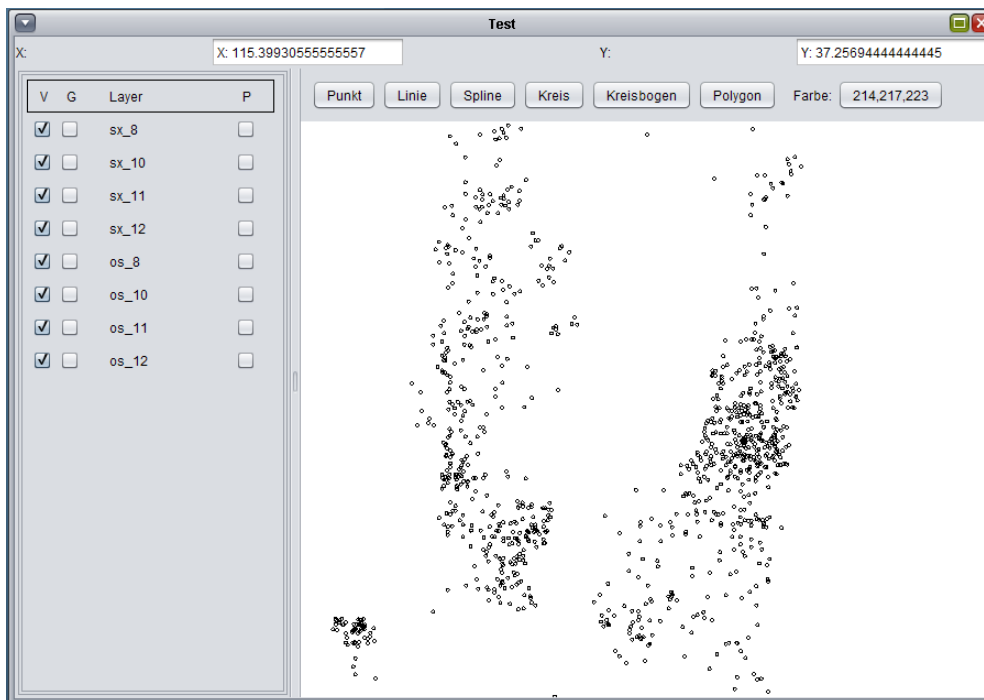 Test
X: X: 115.39930555555557 Y: Y: 37.25694444444445
V G Layer P
Punkt Linie Spline Kreis Kreisbogen Polygon Farbe: 214,217,223
sx_8
sx_10
sx_11
sx_12
os_8
os_10
os_11
os_12